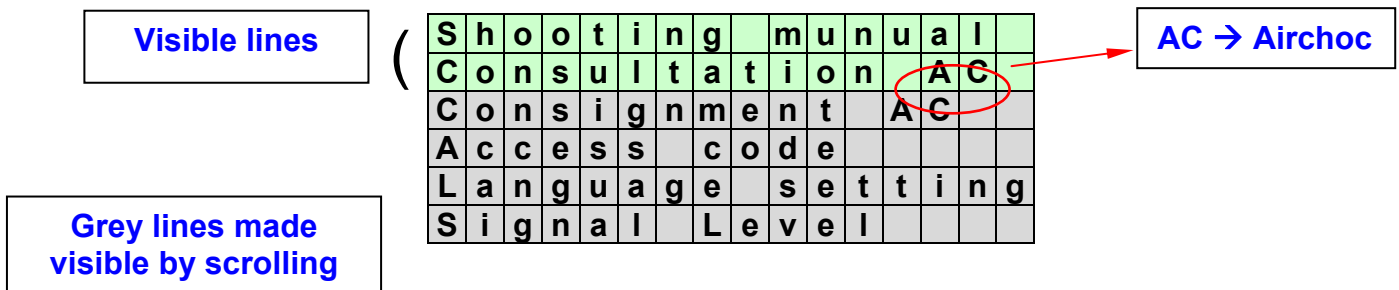 Visible lines
(
Shooting munual
Consultation AC
Consignment AC
Access code
Language setting
Signal Level
AC → Airchoc
Grey lines made
visible by scrolling